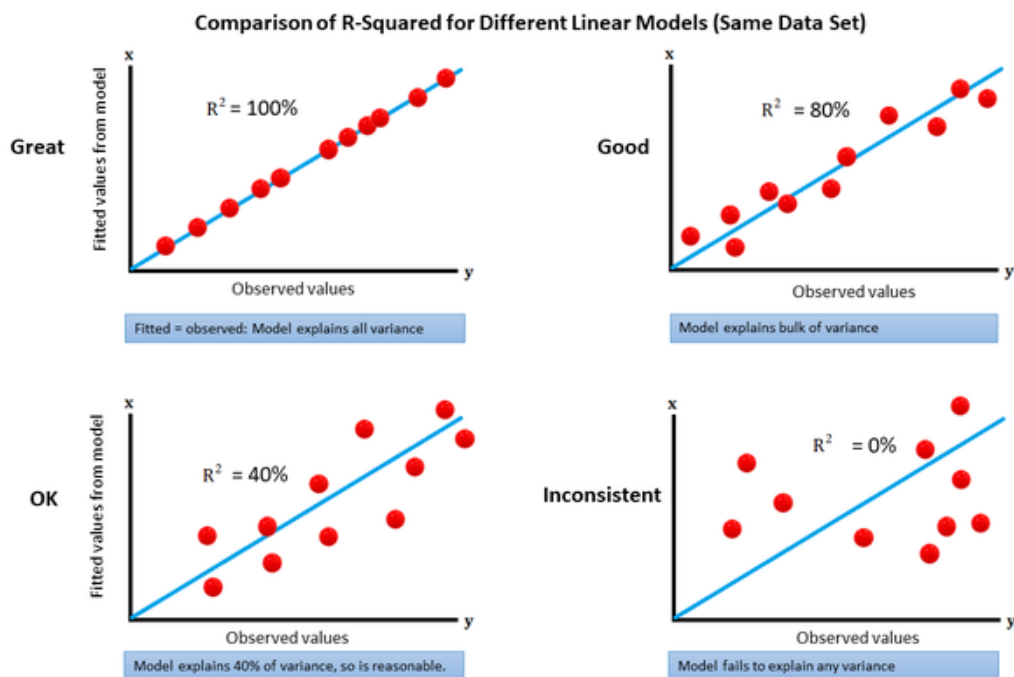 Comparison of R-Squared for Different Linear Models (Same Data Set)
x
R² = 100%
Great
Fitted values from model
y
Observed values
Fitted = observed: Model explains all variance
x
R² = 80%
Good
y
Observed values
Model explains bulk of variance
x
R² = 40%
OK
Fitted values from model
y
Observed values
Model explains 40% of variance, so is reasonable.
x
R² = 0%
Inconsistent
y
Observed values
Model fails to explain any variance